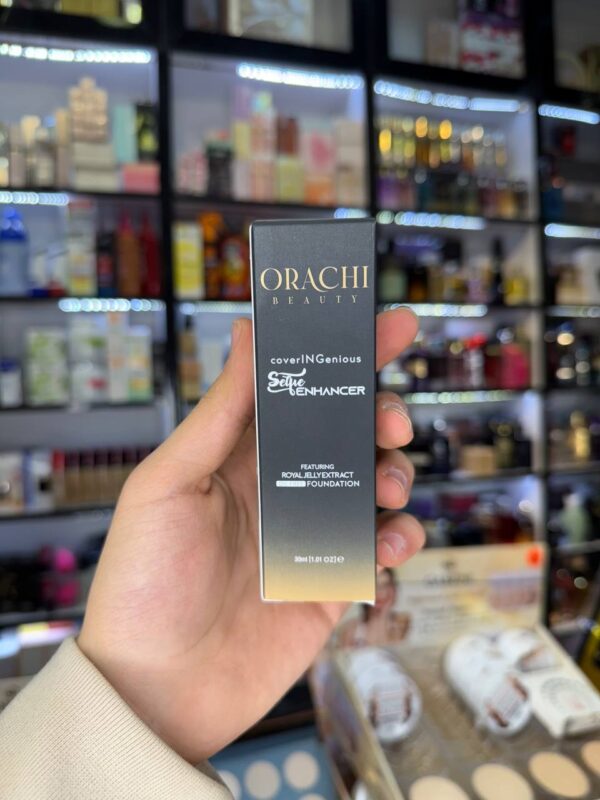 ORACHI
BEAUTY
coverINGenious
Selfie
ENHANCER
FEATURING
ROYAL JELLY EXTRACT
FOUNDATION
30ml [1.01 OZ] e